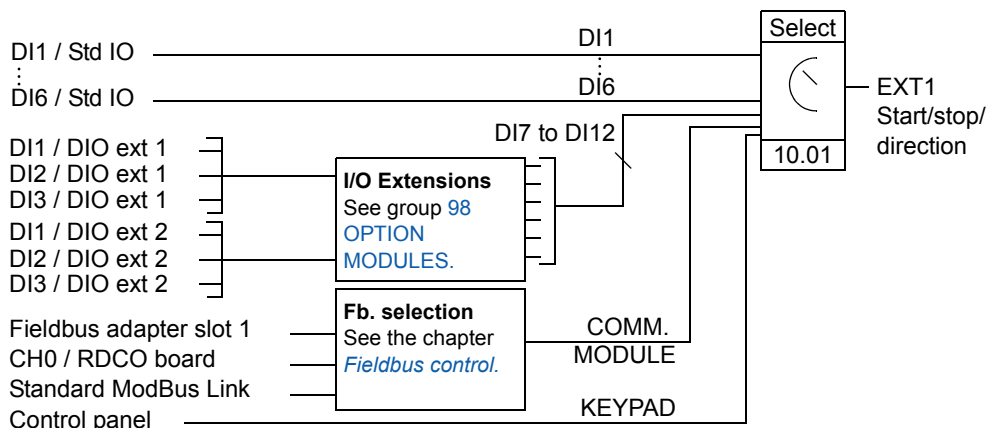 DI1 / Std IO
DI6 / Std IO
DI1
DI6
Select
10.01
EXT1
Start/stop/
direction
DI7 to DI12
DI1 / DIO ext 1
DI2 / DIO ext 1
DI3 / DIO ext 1
DI1 / DIO ext 2
DI2 / DIO ext 2
DI3 / DIO ext 2
I/O Extensions
See group 98
OPTION
MODULES.
Fieldbus adapter slot 1
CH0 / RDCO board
Standard ModBus Link
Control panel
Fb. selection
See the chapter
Fieldbus control.
COMM.
MODULE
KEYPAD